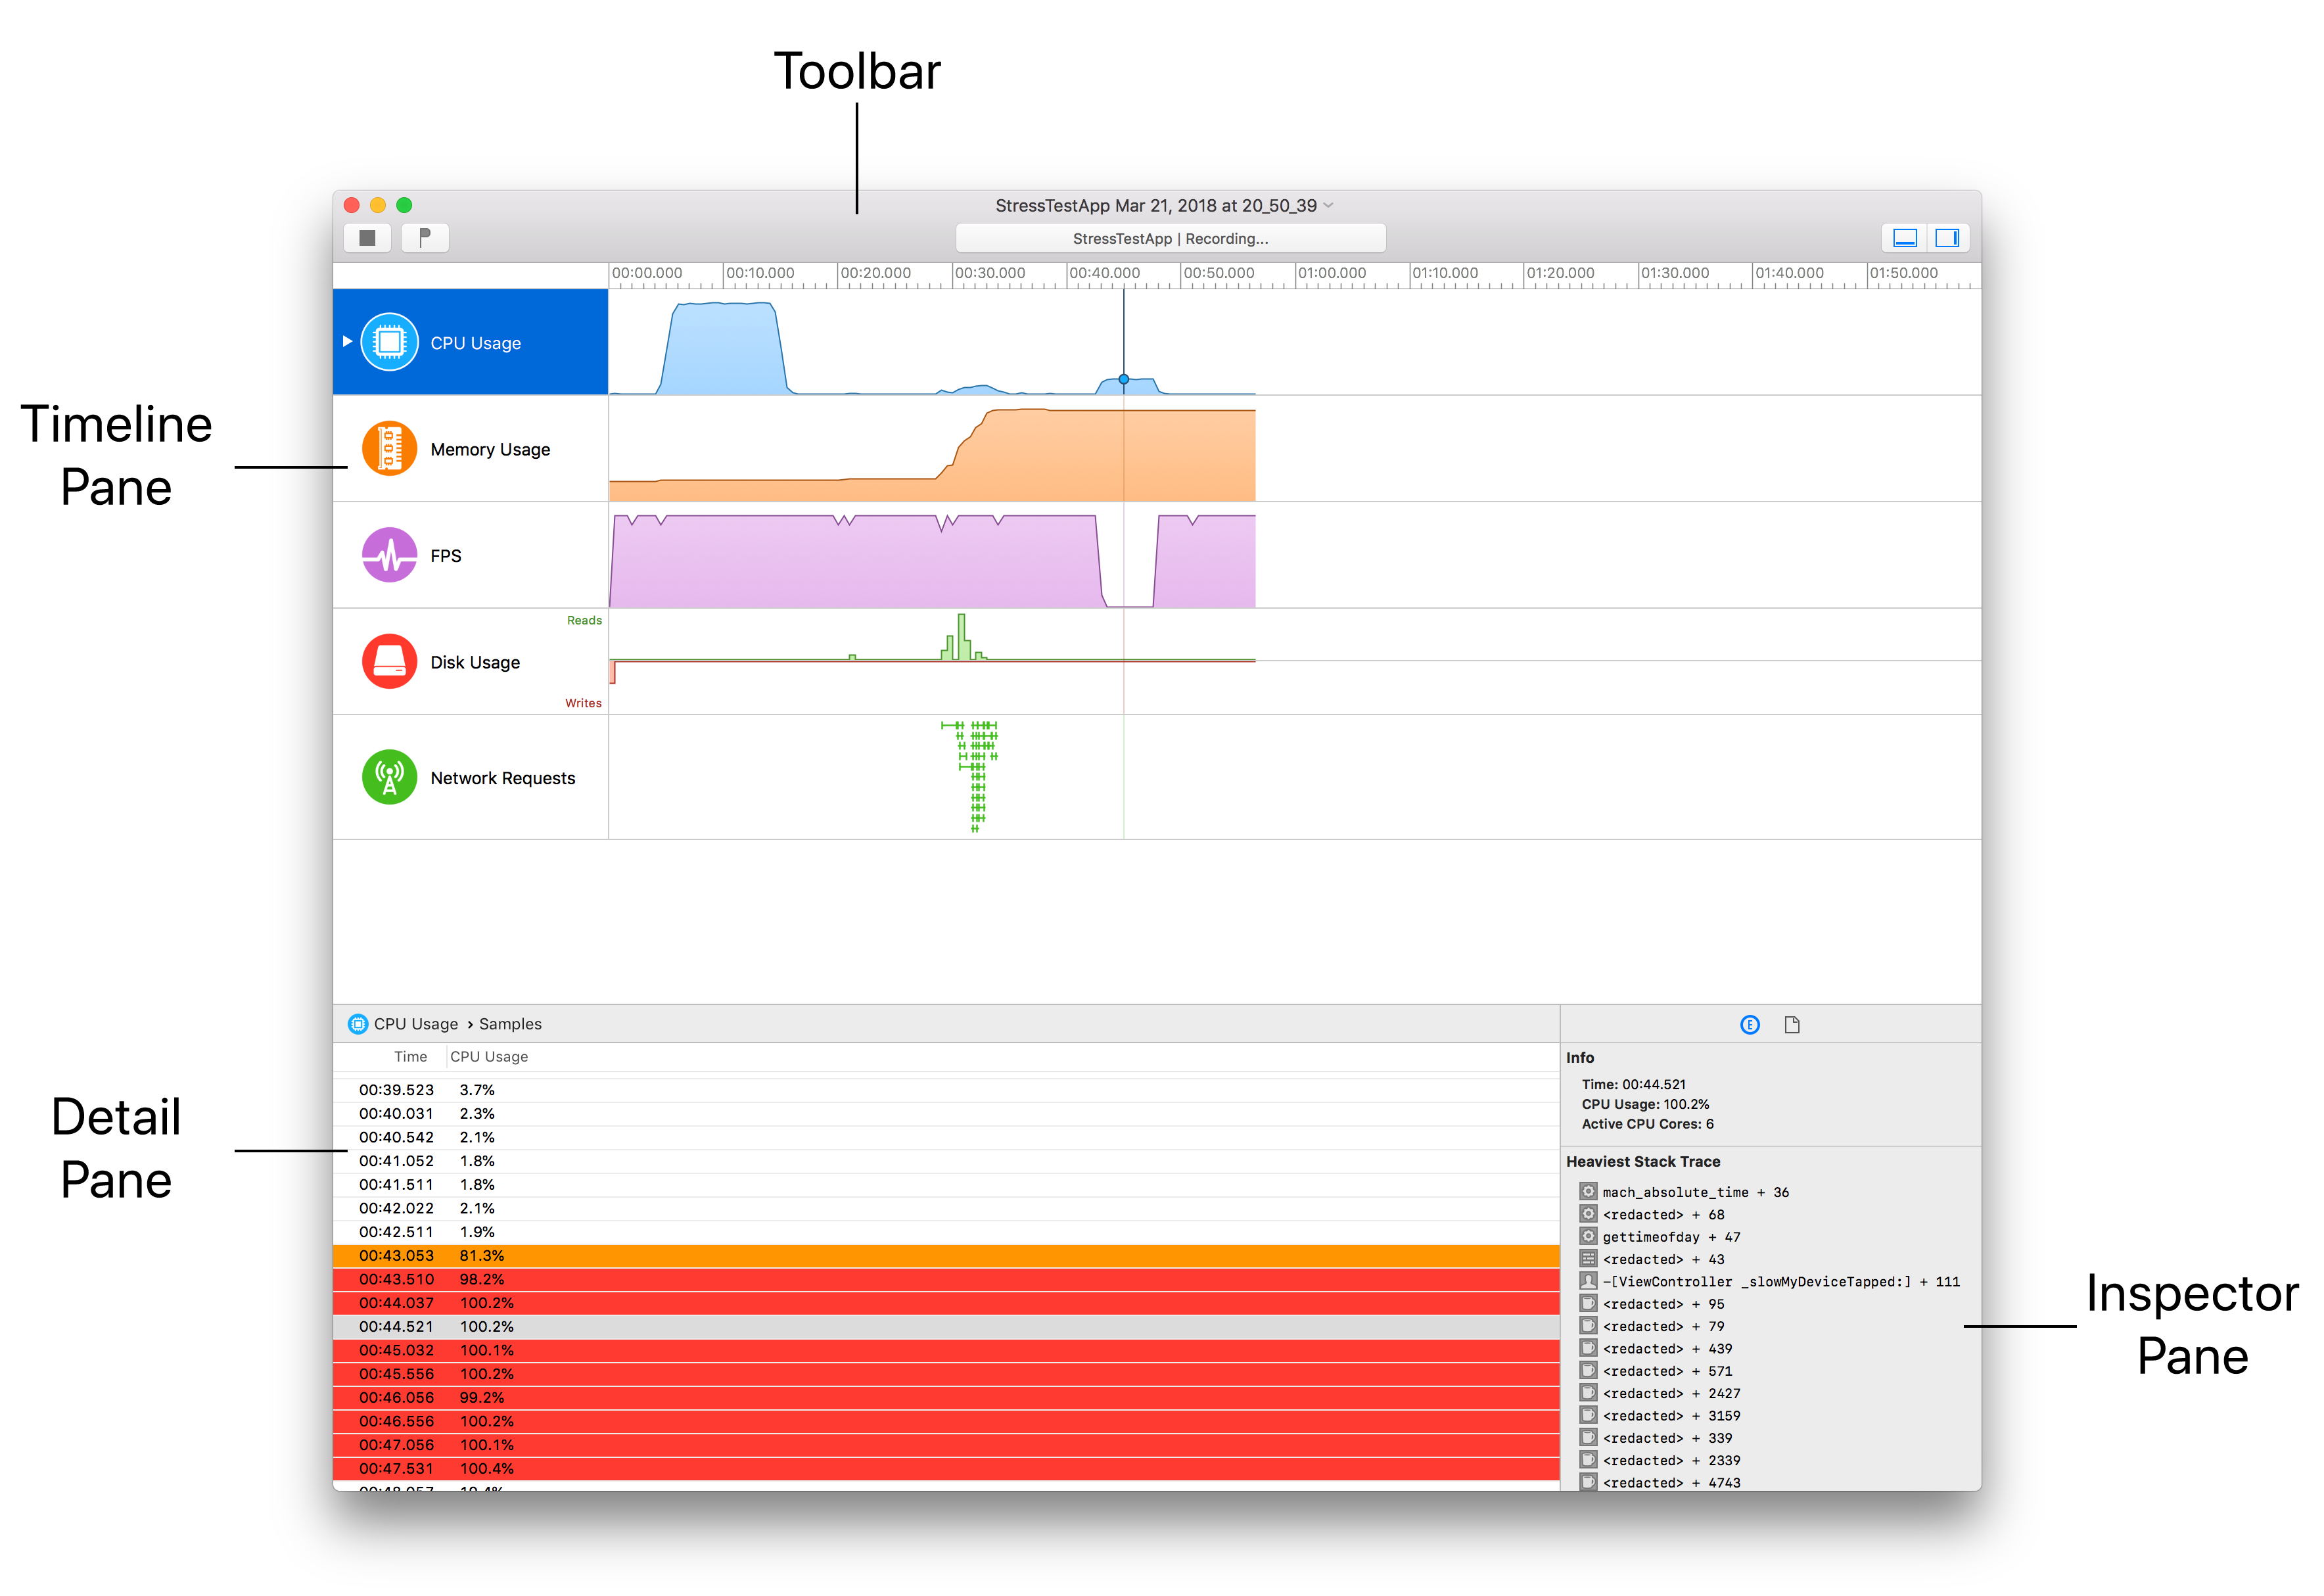 Toolbar
StressTestApp Mar 21, 2018 at 20_50_39
StressTestApp | Recording...
00:00.000 00:10.000 00:20.000 00:30.000 00:40.000 00:50.000 01:00.000 01:10.000 01:20.000 01:30.000 01:40.000 01:50.000
CPU Usage
Timeline
Pane
Memory Usage
FPS
Reads
Disk Usage
Writes
Network Requests
CPU Usage › Samples
Time CPU Usage
Detail
Pane
00:39.523 3.7%
00:40.031 2.3%
00:40.542 2.1%
00:41.052 1.8%
00:41.511 1.8%
00:42.022 2.1%
00:42.511 1.9%
00:43.053 81.3%
00:43.510 98.2%
00:44.037 100.2%
00:44.521 100.2%
00:45.032 100.1%
00:45.556 100.2%
00:46.056 99.2%
00:46.556 100.2%
00:47.056 100.1%
00:47.531 100.4%
E
Info
Time: 00:44.521
CPU Usage: 100.2%
Active CPU Cores: 6
Heaviest Stack Trace
mach_absolute_time + 36
<redacted> + 68
gettimeofday + 47
<redacted> + 43
-[ViewController _slowMyDeviceTapped:] + 111
<redacted> + 95
<redacted> + 79
<redacted> + 439
<redacted> + 571
<redacted> + 2427
<redacted> + 3159
<redacted> + 339
<redacted> + 2339
<redacted> + 4743
Inspector
Pane